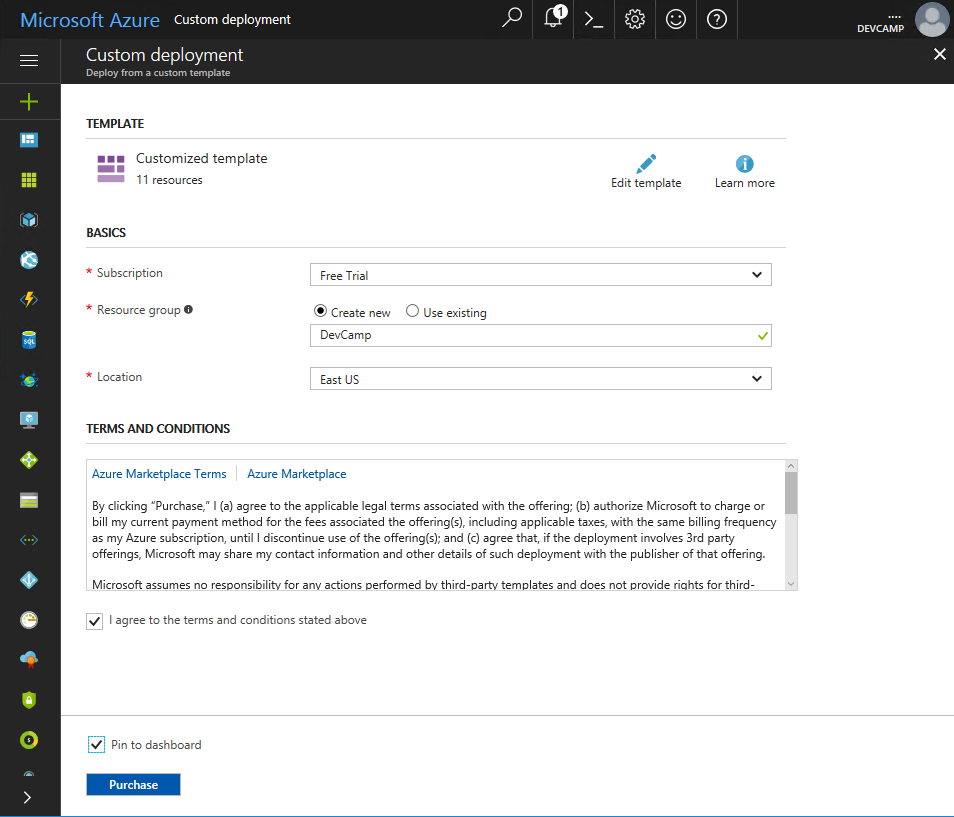 Microsoft Azure Custom deployment
1
....
DEVCAMP
Custom deployment
Deploy from a custom template
TEMPLATE
Customized template
11 resources
Edit template
Learn more
BASICS
* Subscription
Free Trial
* Resource group
Create new
Use existing
DevCamp
* Location
East US
TERMS AND CONDITIONS
Azure Marketplace Terms
Azure Marketplace
By clicking “Purchase,” I (a) agree to the applicable legal terms associated with the offering; (b) authorize Microsoft to charge or
bill my current payment method for the fees associated the offering(s), including applicable taxes, with the same billing frequency
as my Azure subscription, until I discontinue use of the offering(s); and (c) agree that, if the deployment involves 3rd party
offerings, Microsoft may share my contact information and other details of such deployment with the publisher of that offering.
Microsoft assumes no responsibility for any actions performed by third-party templates and does not provide rights for third-
I agree to the terms and conditions stated above
Pin to dashboard
Purchase
SQL